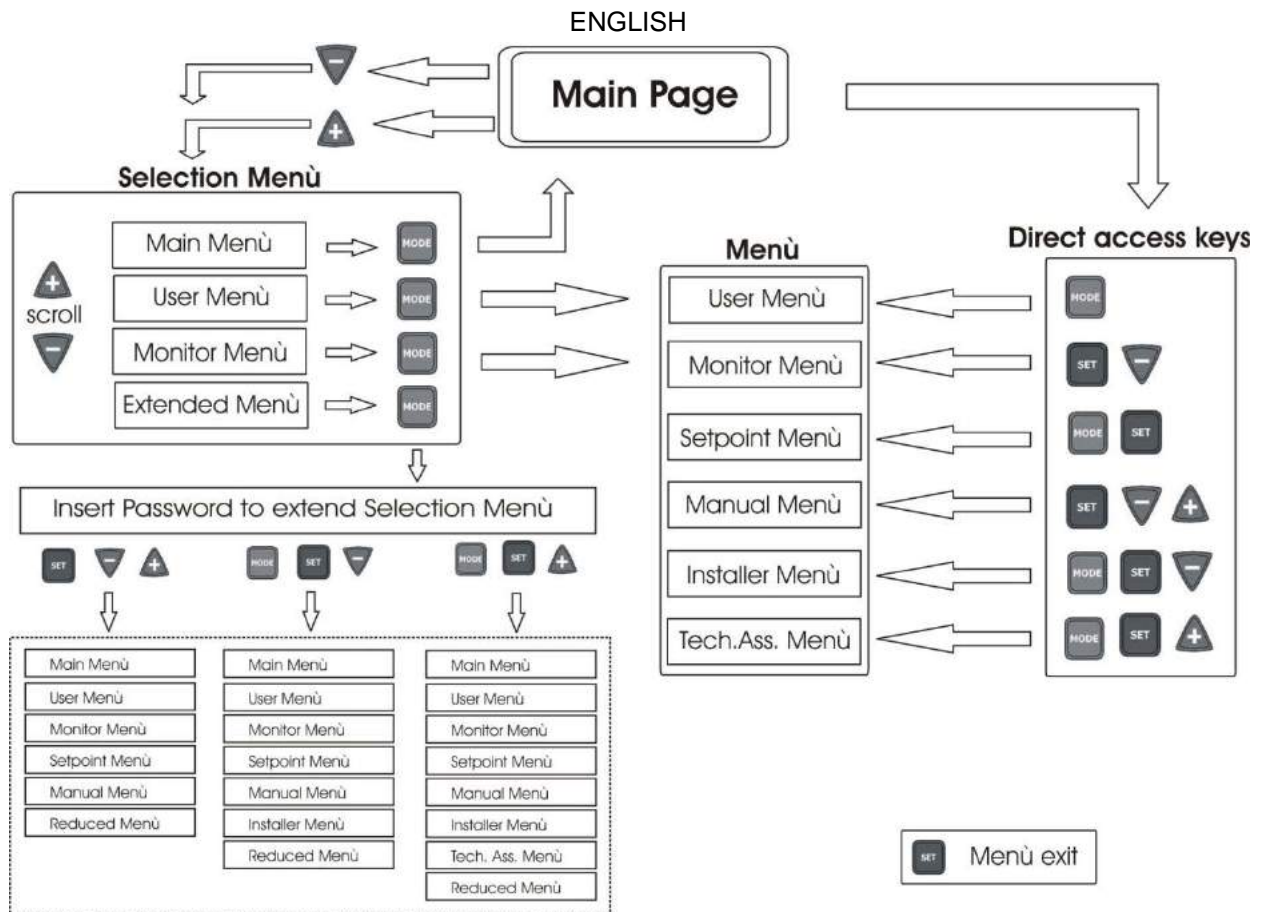 ENGLISH
Main Page
-
+
Selection Menù
+
scroll
-
Main Menù
MODE
User Menù
MODE
Monitor Menù
MODE
Extended Menù
MODE
Insert Password to extend Selection Menù
SET - +
MODE SET -
MODE SET +
Main Menù
User Menù
Monitor Menù
Setpoint Menù
Manual Menù
Reduced Menù
Main Menù
User Menù
Monitor Menù
Setpoint Menù
Manual Menù
Installer Menù
Reduced Menù
Main Menù
User Menù
Monitor Menù
Setpoint Menù
Manual Menù
Installer Menù
Tech. Ass. Menù
Reduced Menù
Menù
User Menù
Monitor Menù
Setpoint Menù
Manual Menù
Installer Menù
Tech.Ass. Menù
Direct access keys
MODE
SET -
MODE SET
SET - +
MODE SET -
MODE SET +
SET Menù exit